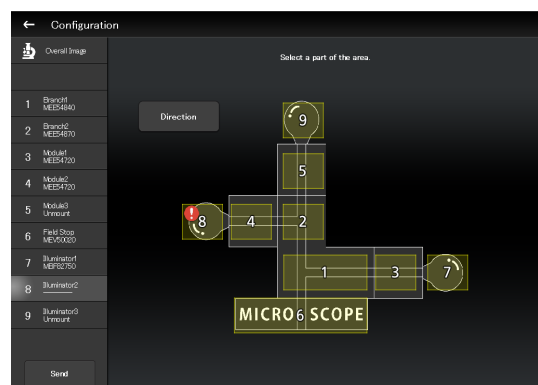 ← Configuration
Overall Image
Select a part of the area.
1 Branch1
MEE54840
2 Branch2
MEE54870
3 Module1
MEE54720
4 Module2
MEE54720
5 Module3
Unmount
6 Field Stop
MEV50020
7 Illuminator1
MBF82750
8 Illuminator2
9 Illuminator3
Unmount
Send
Direction
9
5
! 8 4 2
1 3 7
MICRO 6 SCOPE